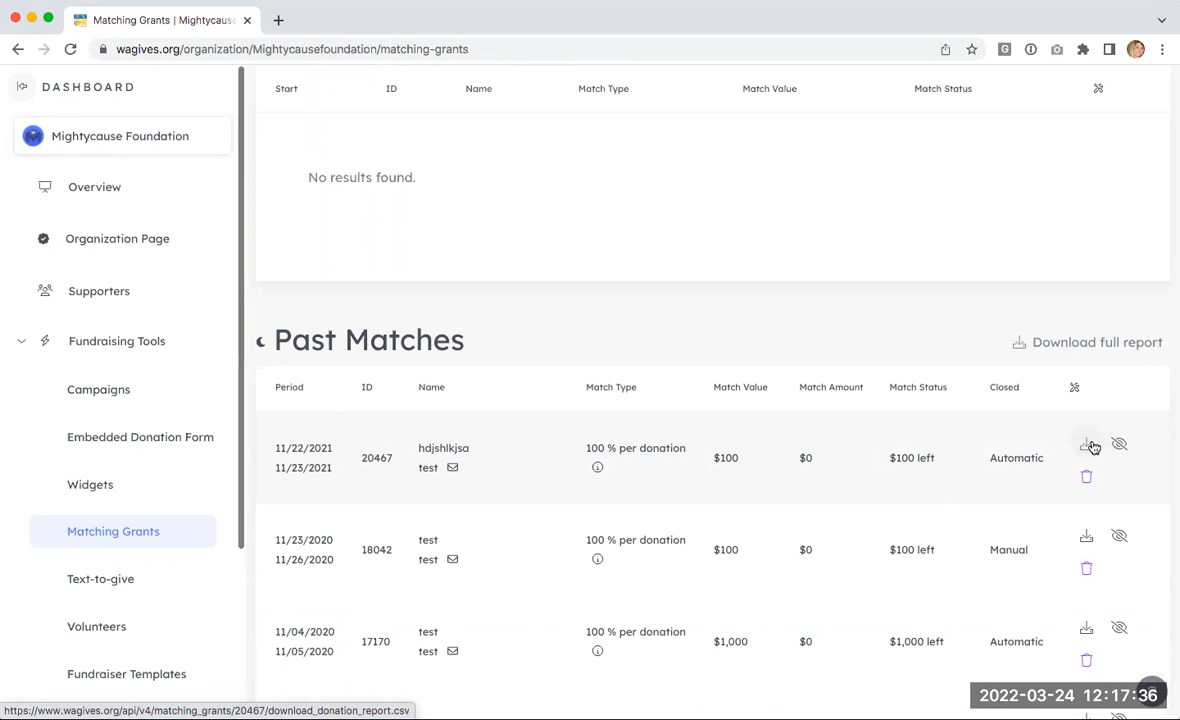 Matching Grants | Mightycaus
wagives.org/organization/Mightycausefoundation/matching-grants
DASHBOARD
Mightycause Foundation
Overview
Organization Page
Supporters
Fundraising Tools
Campaigns
Embedded Donation Form
Widgets
Matching Grants
Text-to-give
Volunteers
Fundraiser Templates
Start ID Name Match Type Match Value Match Status
No results found.
Past Matches
Download full report
Period ID Name Match Type Match Value Match Amount Match Status Closed
11/22/2021 hdjshlkjsa 100 % per donation
20467 $100 $0 $100 left Automatic
11/23/2021 test
11/23/2020 test 100 % per donation
18042 $100 $0 $100 left Manual
11/26/2020 test
11/04/2020 test 100 % per donation
17170 $1,000 $0 $1,000 left Automatic
11/05/2020 test
https://www.wagives.org/api/v4/matching_grants/20467/download_donation_report.csv
2022-03-24 12:17:36